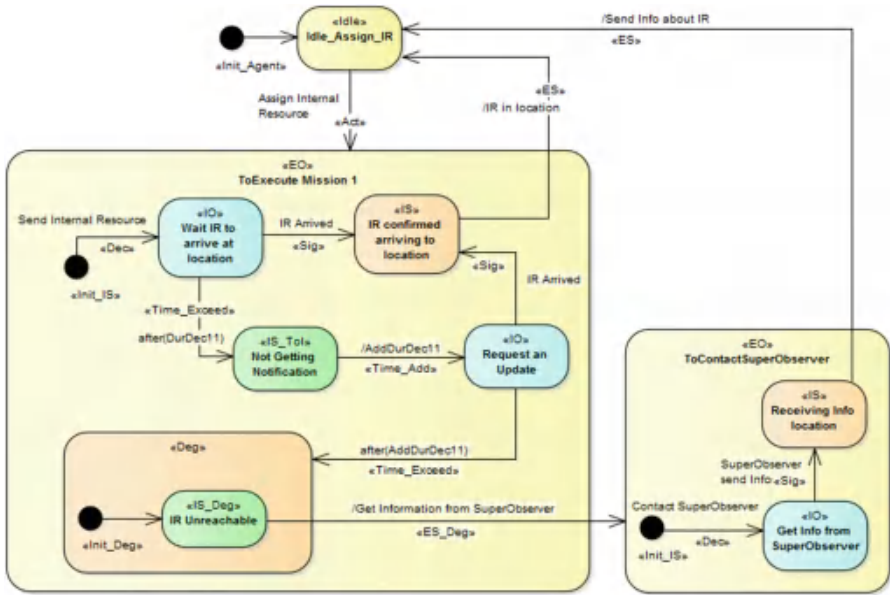 «Idle»
Idle_Assign_IR
«Init_Agent»
/Send Info about IR
«ES»
«ES»
/IR in location
Assign Internal
Resource
«Act»
«EO»
ToExecute Mission 1
Send Internal Resource
«Dec»
«Init_IS»
«IO»
Wait IR to
arrive at
location
IR Arrived
«Sig»
«IS»
IR confirmed
arriving to
location
«Sig»
IR Arrived
«Time_Exceed»
after(DurDec11)
«IS_Tol»
Not Getting
Notification
/AddDurDec11
«Time_Add»
«IO»
Request an
Update
after(AddDurDec11)
«Time_Exceed»
«Deg»
«Init_Deg»
«IS_Deg»
IR Unreachable
/Get Information from SuperObserver
«ES_Deg»
«EO»
ToContactSuperObserver
«IS»
Receiving Info
location
SuperObserver
send Info
«Sig»
Contact SuperObserver
«Dec»
«Init_IS»
«IO»
Get Info from
SuperObserver